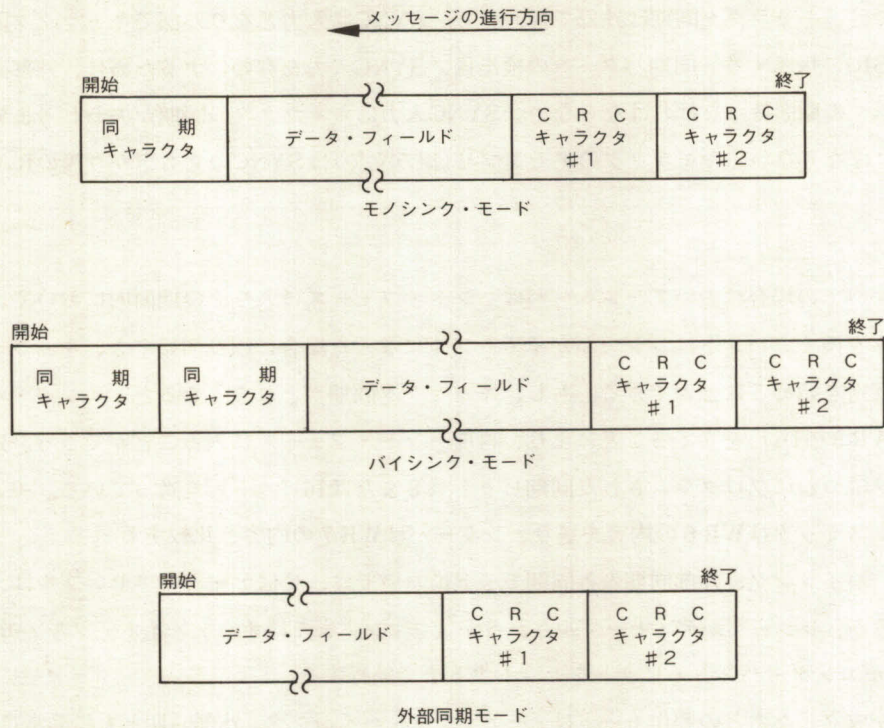 メッセージの進行方向
開始 終了
同 期 キャラクタ
データ・フィールド
C R C キャラクタ #1
C R C キャラクタ #2
モノシンク・モード
開始 終了
同 期 キャラクタ
同 期 キャラクタ
データ・フィールド
C R C キャラクタ #1
C R C キャラクタ #2
バイシンク・モード
開始 終了
データ・フィールド
C R C キャラクタ #1
C R C キャラクタ #2
外部同期モード